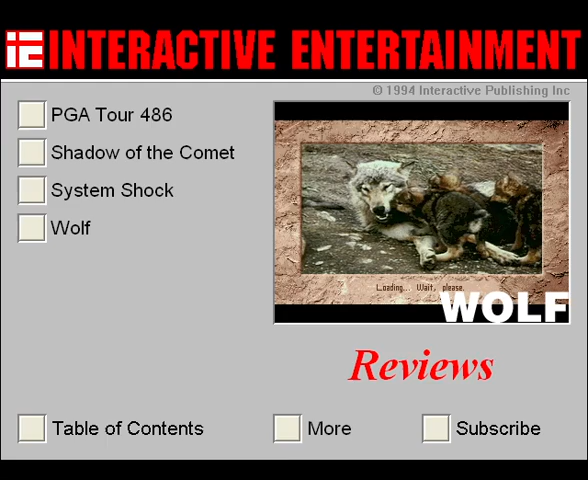 iE INTERACTIVE ENTERTAINMENT
© 1994 Interactive Publishing Inc
PGA Tour 486
Shadow of the Comet
System Shock
Wolf
Loading... Wait, please.
WOLF
Reviews
Table of Contents
More
Subscribe